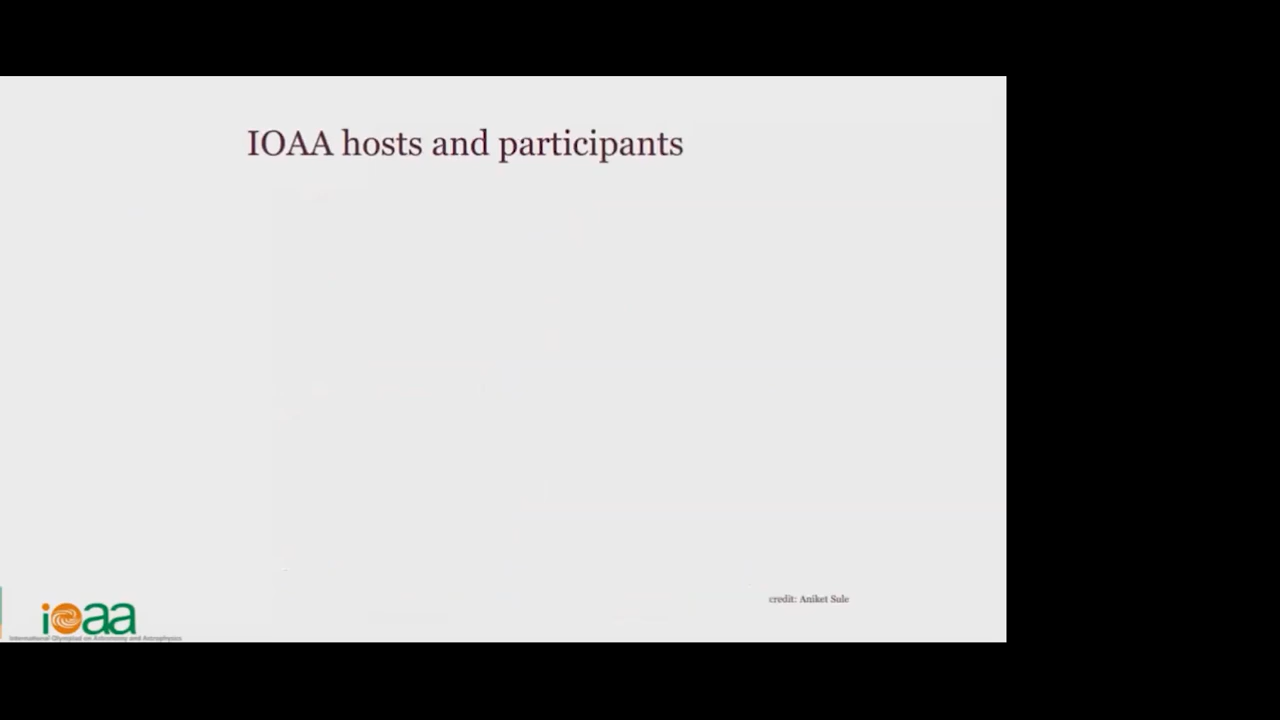 IOAA hosts and participants
credit: Aniket Sule
ioaa
International Olympiad on Astronomy and Astrophysics